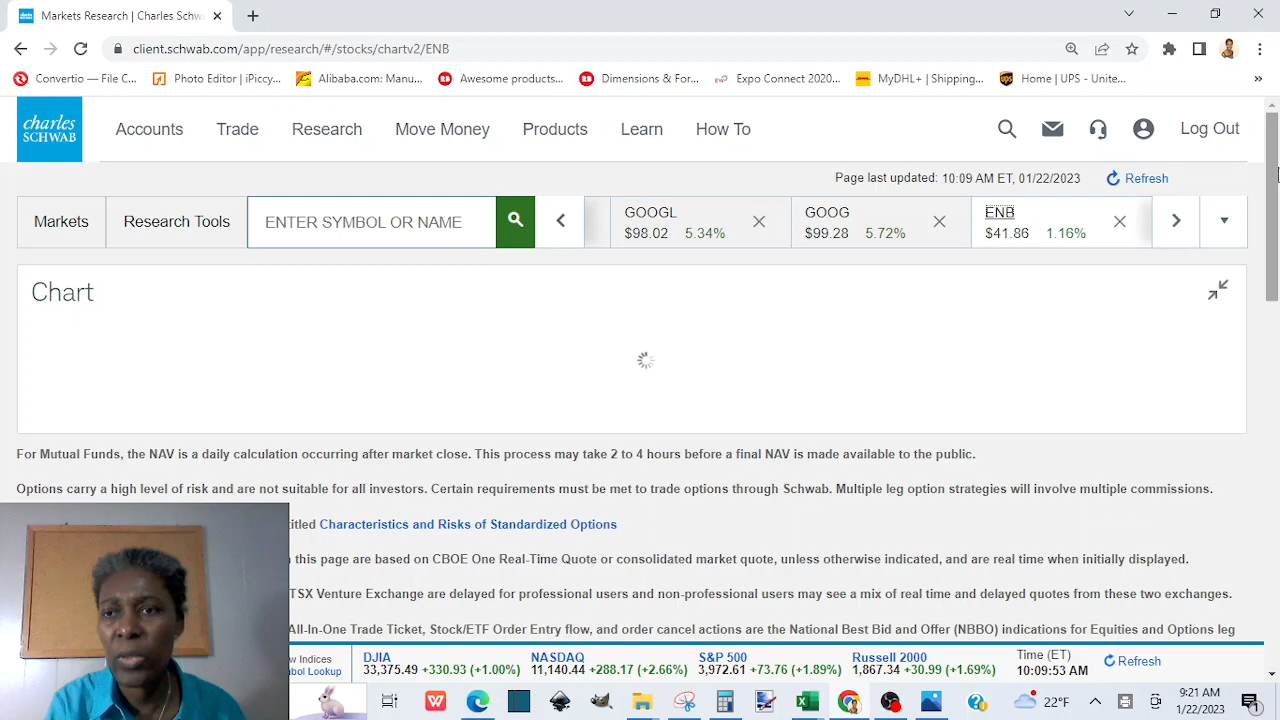 Markets Research | Charles Schw
client.schwab.com/app/research/#/stocks/chartv2/ENB
Convertio — File C...
Photo Editor | iPiccy...
Alibaba.com: Manu...
Awesome products...
Dimensions & For...
Expo Connect 2020...
MyDHL+ | Shipping...
Home | UPS - Unite...
charles
SCHWAB
Accounts
Trade
Research
Move Money
Products
Learn
How To
Log Out
Page last updated: 10:09 AM ET, 01/22/2023
Refresh
Markets
Research Tools
ENTER SYMBOL OR NAME
GOOGL
$98.02 5.34%
GOOG
$99.28 5.72%
ENB
$41.86 1.16%
Chart
For Mutual Funds, the NAV is a daily calculation occurring after market close. This process may take 2 to 4 hours before a final NAV is made available to the public.
Options carry a high level of risk and are not suitable for all investors. Certain requirements must be met to trade options through Schwab. Multiple leg option strategies will involve multiple commissions.
titled Characteristics and Risks of Standardized Options
this page are based on CBOE One Real-Time Quote or consolidated market quote, unless otherwise indicated, and are real time when initially displayed.
TSX Venture Exchange are delayed for professional users and non-professional users may see a mix of real time and delayed quotes from these two exchanges.
All-In-One Trade Ticket, Stock/ETF Order Entry flow, and order cancel actions are the National Best Bid and Offer (NBBO) indications for Equities and Options leg
w Indices
bol Lookup
DJIA
33,375.49 +330.93 (+1.00%)
NASDAQ
11,140.44 +288.17 (+2.66%)
S&P 500
3,972.61 +73.76 (+1.89%)
Russell 2000
1,867.34 +30.99 (+1.69%)
Time (ET)
10:09:53 AM
Refresh
22°F
9:21 AM
1/22/2023